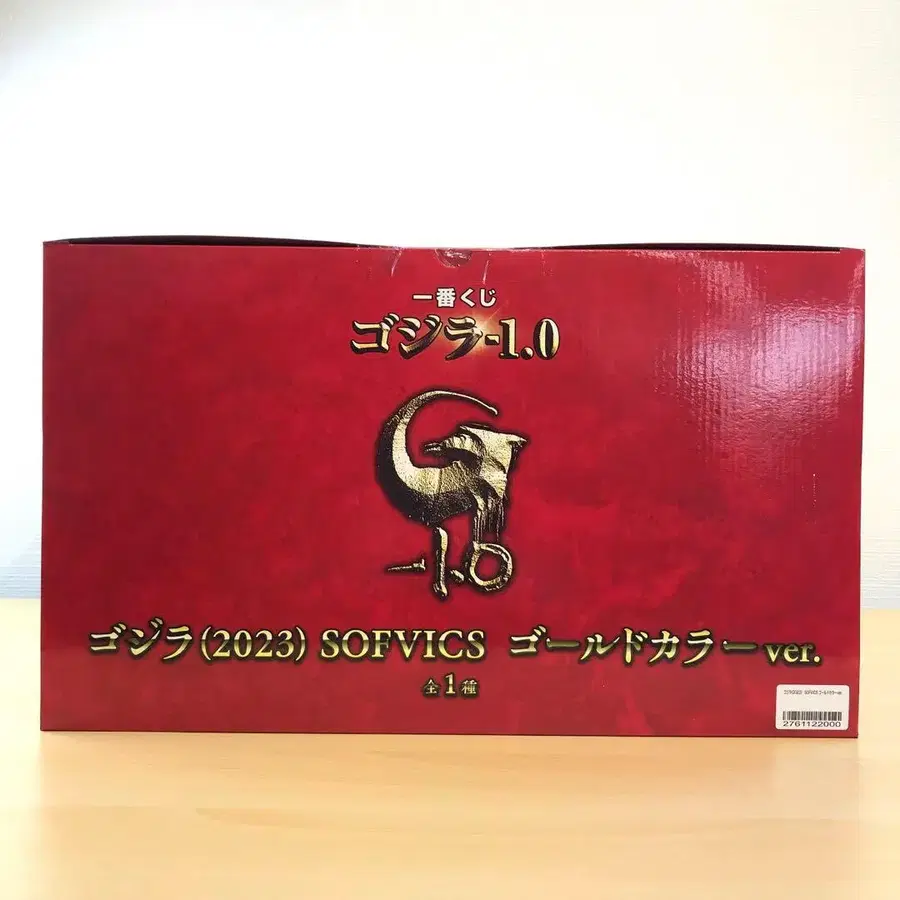 一番くじ
ゴジラ-1.0
-1.0
ゴジラ(2023) SOFVICS ゴールドカラーver.
全1種
2761122000